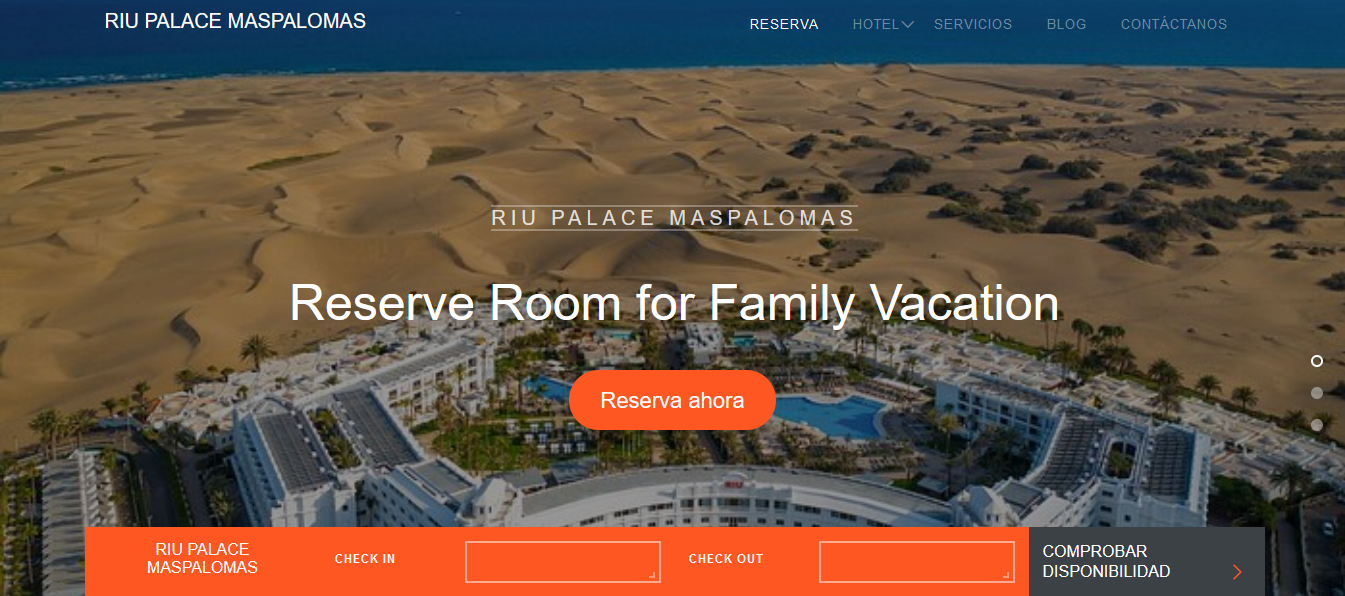 RIU PALACE MASPALOMAS
RESERVA
HOTEL
SERVICIOS
BLOG
CONTÁCTANOS
RIU PALACE MASPALOMAS
Reserve Room for Family Vacation
Reserva ahora
RIU
RIU PALACE
MASPALOMAS
CHECK IN
CHECK OUT
COMPROBAR
DISPONIBILIDAD